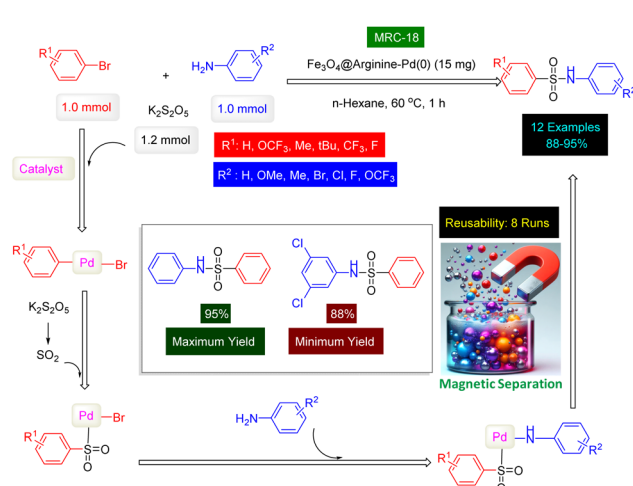 MRC-18
R¹
Br
+
H₂N
R²
Fe₃O₄@Arginine-Pd(0) (15 mg)
n-Hexane, 60 °C, 1 h
R¹
O
S
O
H
N
R²
1.0 mmol
K₂S₂O₅
1.0 mmol
1.2 mmol
12 Examples
88-95%
R¹: H, OCF₃, Me, tBu, CF₃, F
Catalyst
R² : H, OMe, Me, Br, Cl, F, OCF₃
Reusability: 8 Runs
R¹
Pd
Br
H
N
O
S
O
Cl
Cl
H
N
O
S
O
K₂S₂O₅
95%
88%
SO₂
Maximum Yield
Minimum Yield
Magnetic Separation
Pd
Br
R¹
S
O
O
H₂N
R²
Pd
H
N
R²
R¹
S
O
O